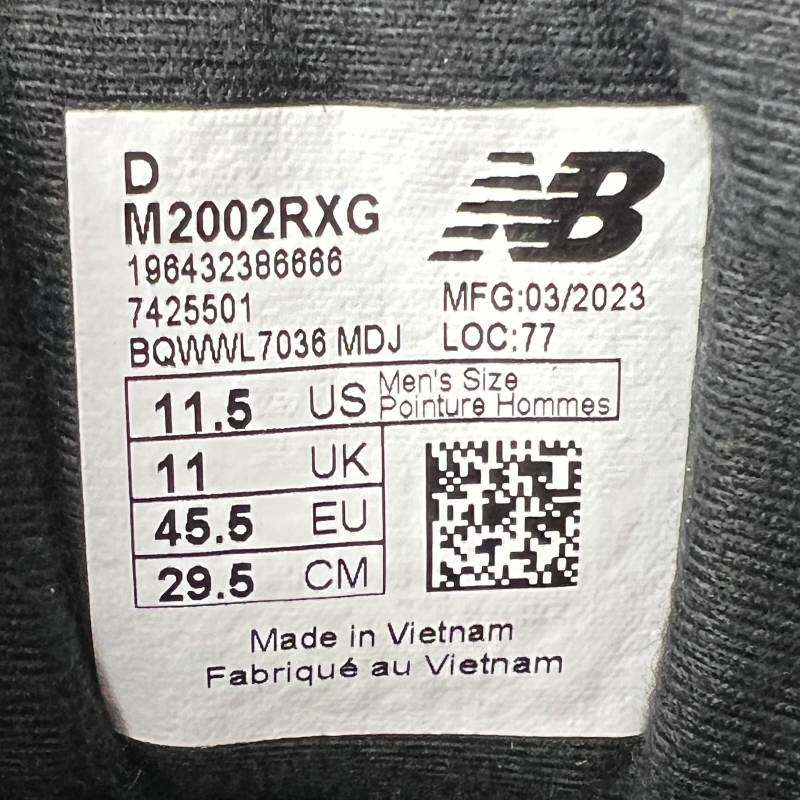 D
M2002RXG
NB
196432386666
7425501
MFG:03/2023
BQWWL7036 MDJ
LOC:77
11.5 US Men's Size
Pointure Hommes
11 UK
45.5 EU
29.5 CM
Made in Vietnam
Fabriqué au Vietnam